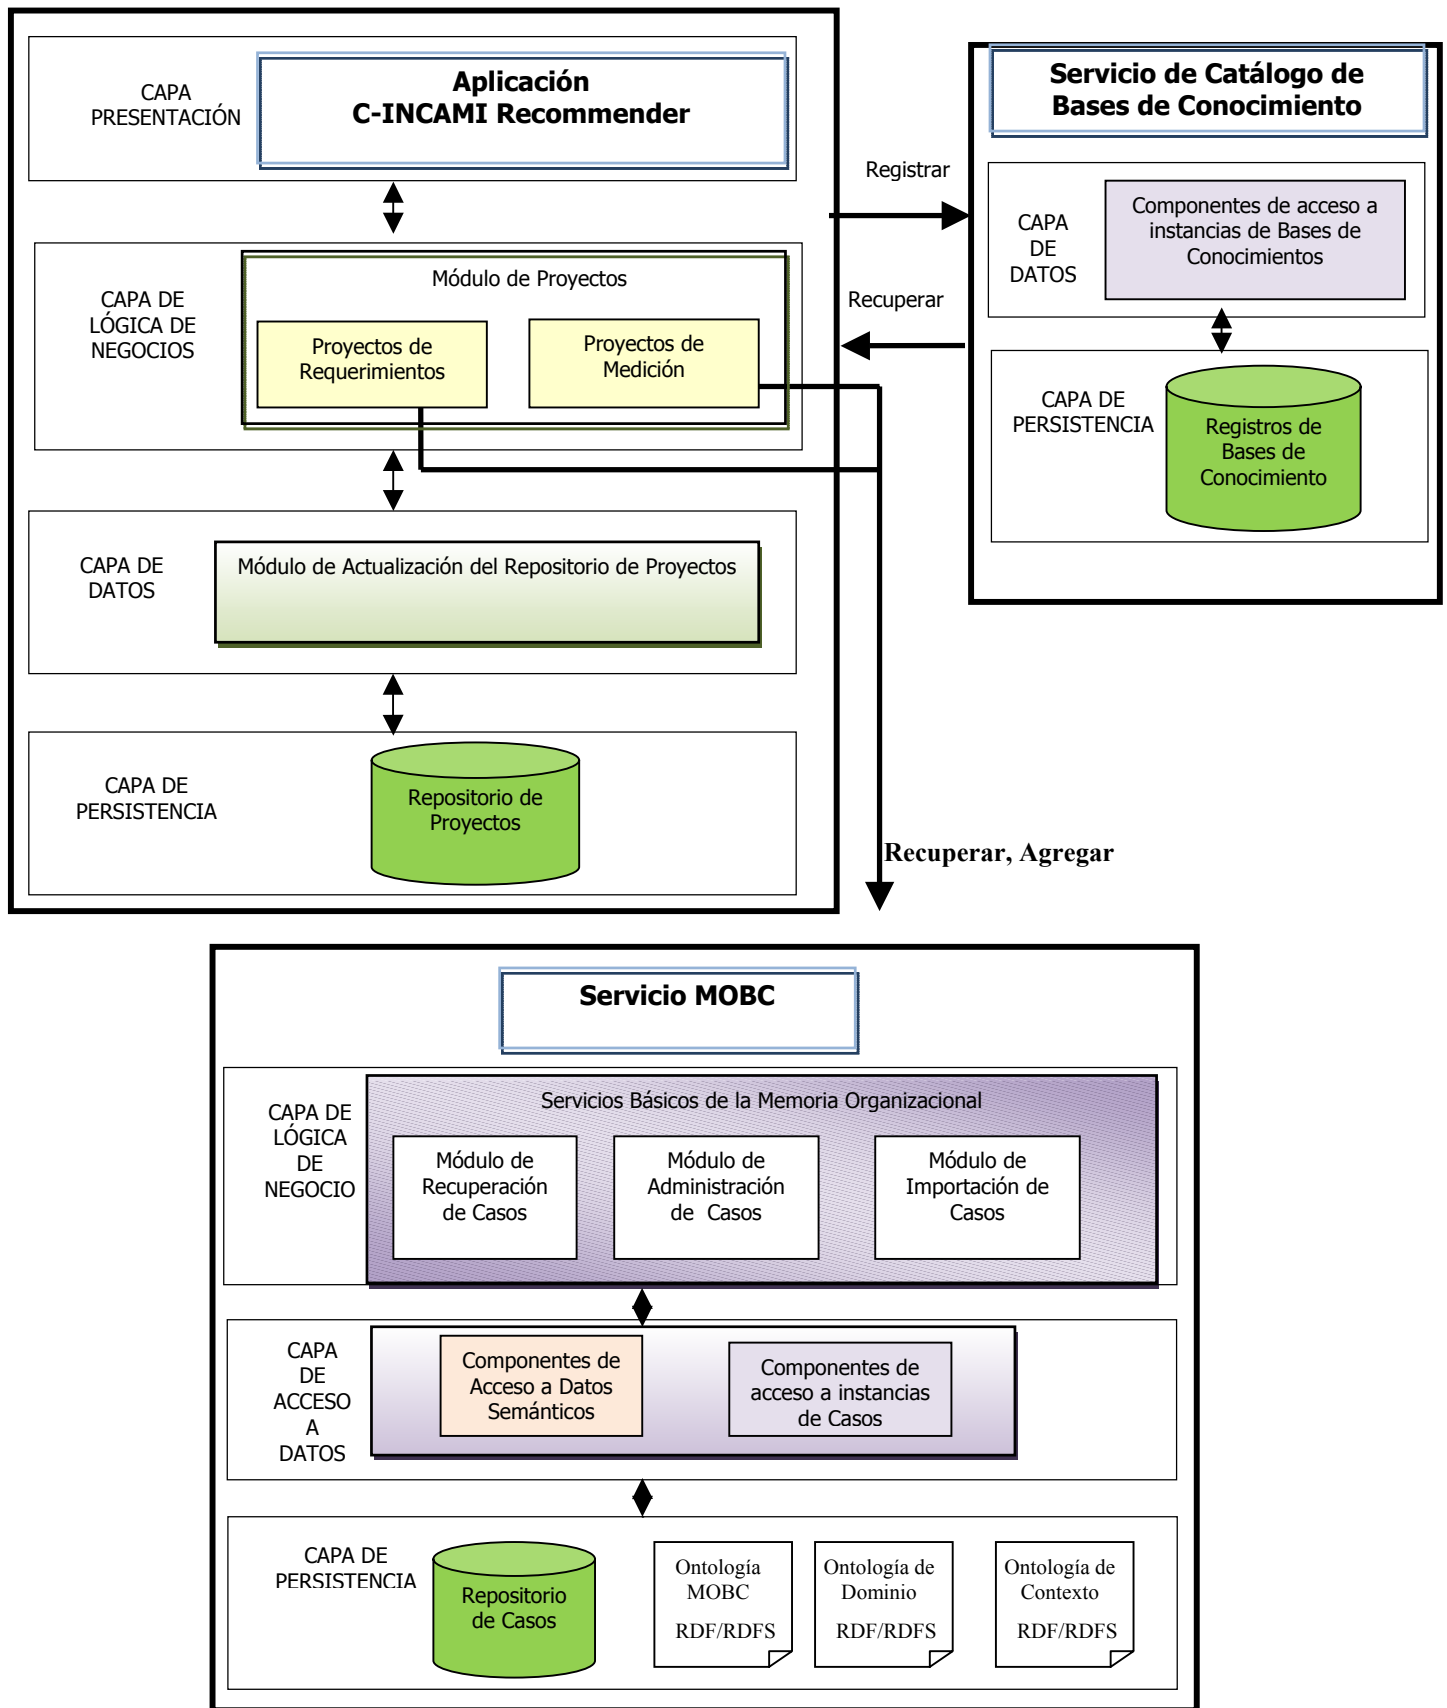 CAPA
PRESENTACIÓN
Aplicación
C-INCAMI Recommender
Servicio de Catálogo de
Bases de Conocimiento
Registrar
CAPA
DE
DATOS
Componentes de acceso a
instancias de Bases de
Conocimientos
Recuperar
CAPA DE
LÓGICA DE
NEGOCIOS
Módulo de Proyectos
Proyectos de
Requerimientos
Proyectos de
Medición
CAPA DE
PERSISTENCIA
Registros de
Bases de
Conocimiento
CAPA DE
DATOS
Módulo de Actualización del Repositorio de Proyectos
CAPA DE
PERSISTENCIA
Repositorio de
Proyectos
Recuperar, Agregar
Servicio MOBC
CAPA DE
LÓGICA
DE
NEGOCIO
Servicios Básicos de la Memoria Organizacional
Módulo de
Recuperación
de Casos
Módulo de
Administración
de Casos
Módulo de
Importación de
Casos
CAPA
DE
ACCESO
A
DATOS
Componentes de
Acceso a Datos
Semánticos
Componentes de
acceso a instancias
de Casos
CAPA DE
PERSISTENCIA
Repositorio
de Casos
Ontología
MOBC
RDF/RDFS
Ontología de
Dominio
RDF/RDFS
Ontología de
Contexto
RDF/RDFS